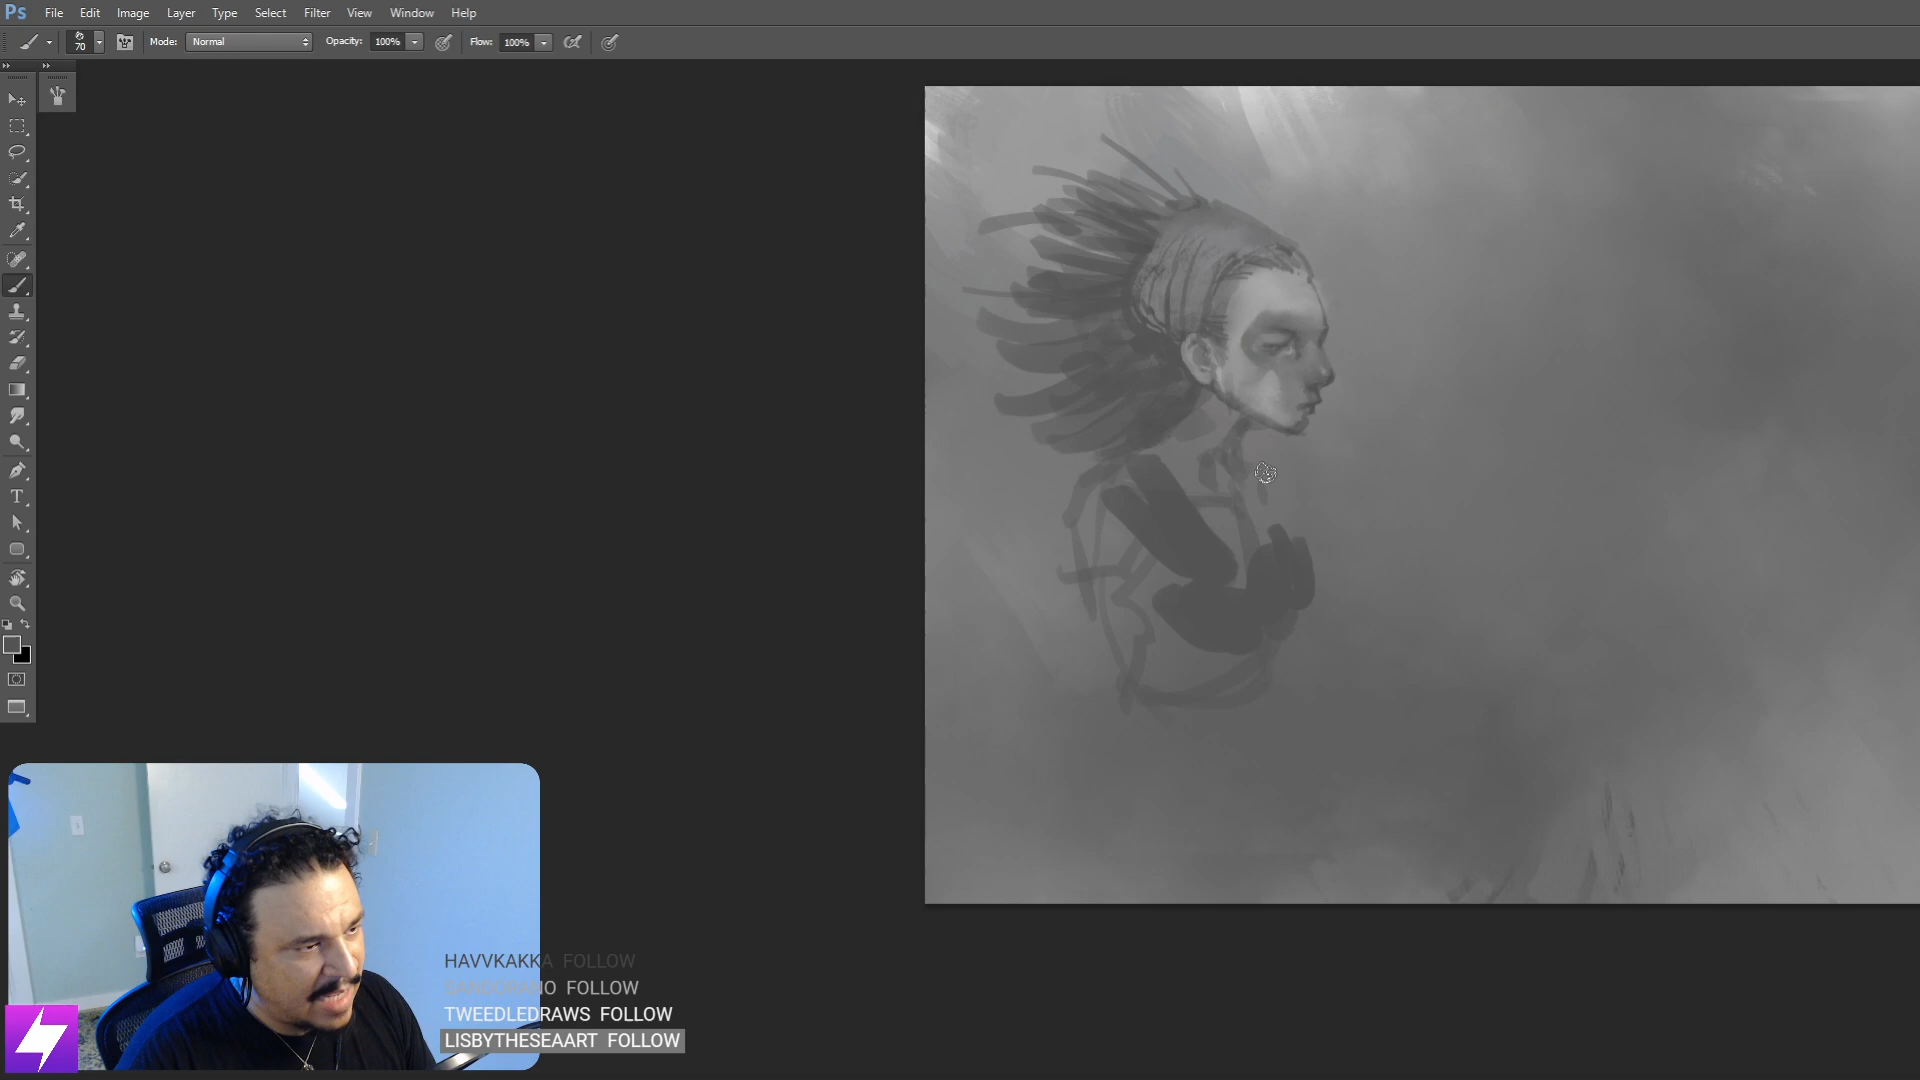 Ps File Edit Image Layer Type Select Filter View Window Help
70 Mode: Normal Opacity: 100% Flow: 100%
T
HAVVKAKKA FOLLOW
FOLLOW
TWEEDLEDRAWS FOLLOW
LISBYTHESEAART FOLLOW